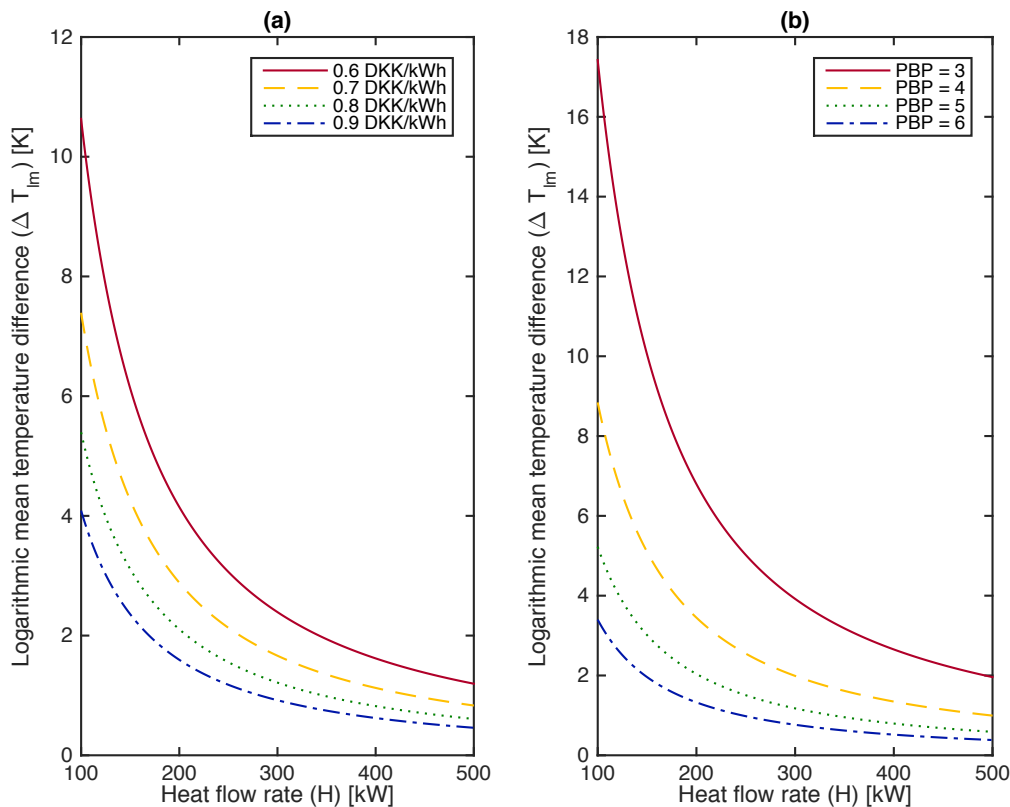 (a)
12
10
8
6
4
2
0
100
200
300
400
500
Logarithmic mean temperature difference (Δ T_lm) [K]
Heat flow rate (H) [kW]
0.6 DKK/kWh
0.7 DKK/kWh
0.8 DKK/kWh
0.9 DKK/kWh
(b)
18
16
14
12
10
8
6
4
2
0
100
200
300
400
500
Logarithmic mean temperature difference (Δ T_lm) [K]
Heat flow rate (H) [kW]
PBP = 3
PBP = 4
PBP = 5
PBP = 6